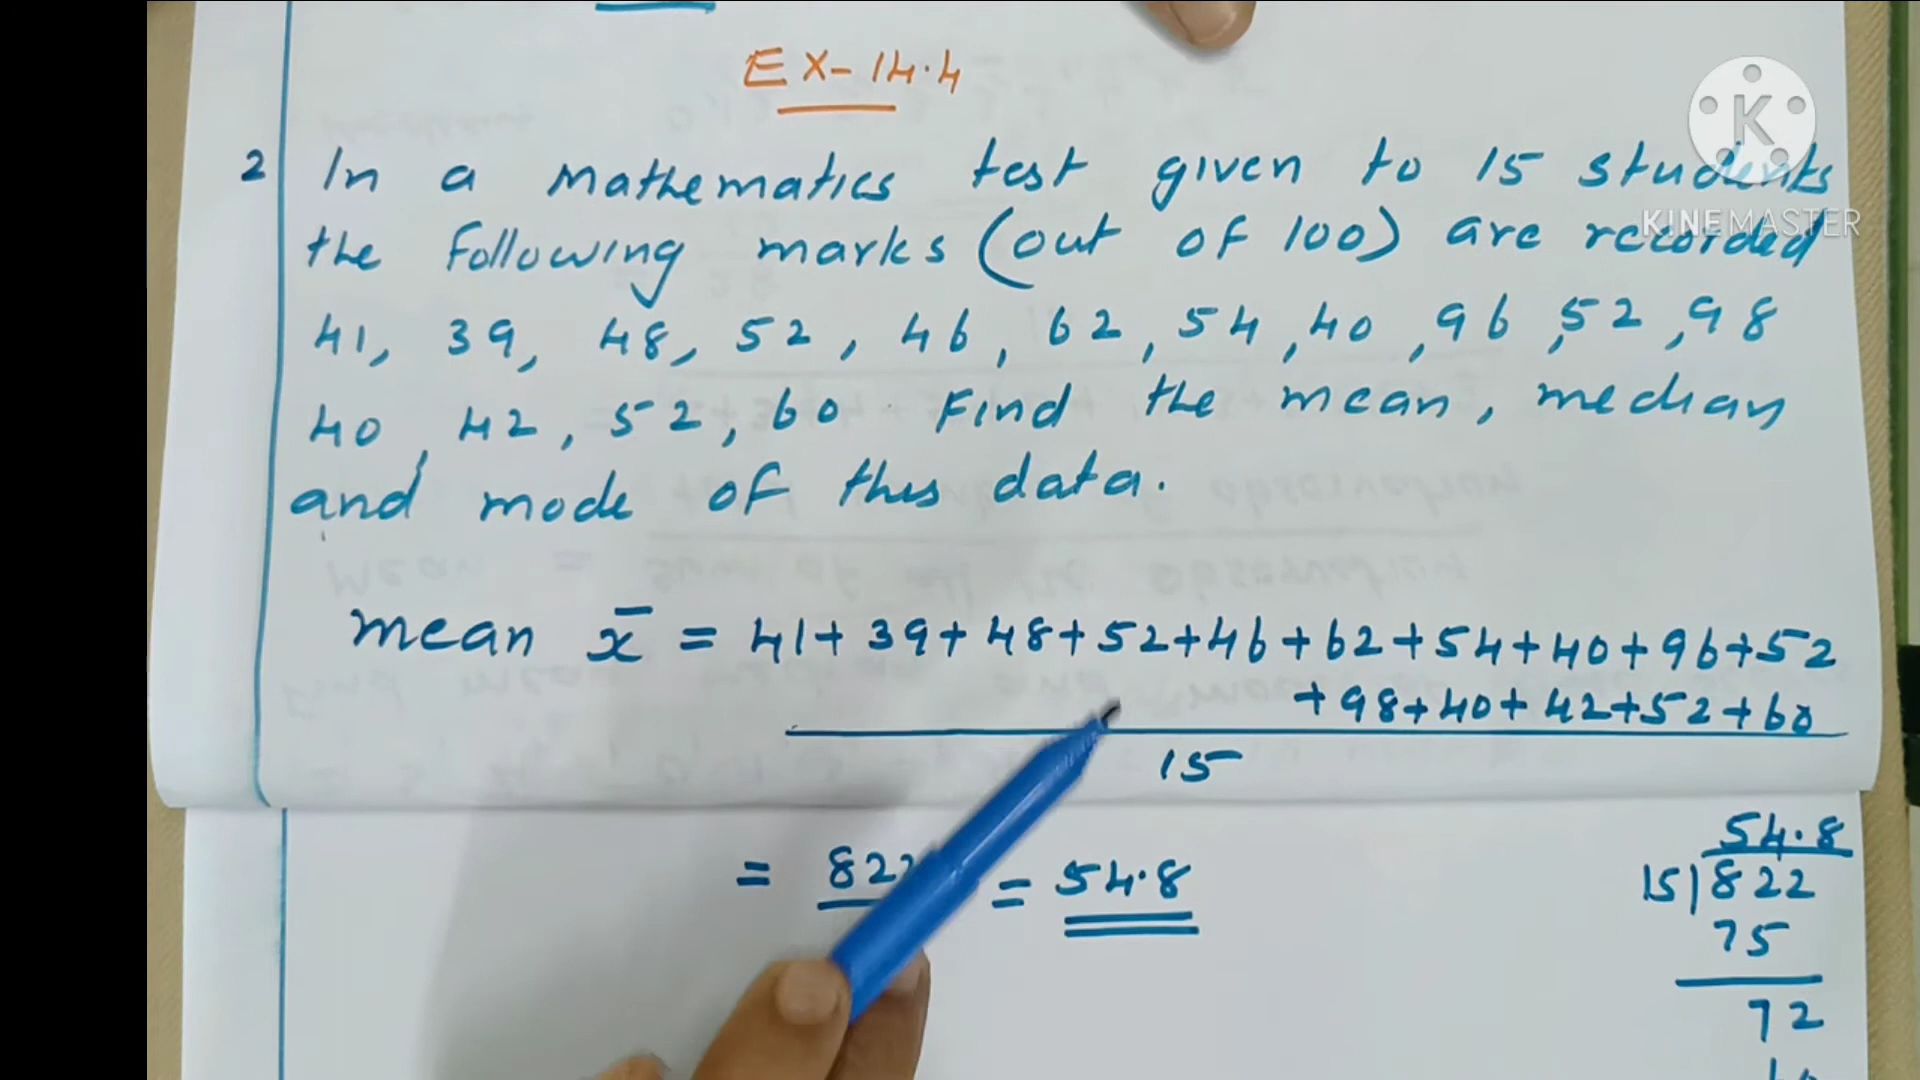 EX-14.4
2 In a mathematics test given to 15 students
the following marks (out of 100) are recorded
41, 39, 48, 52, 46, 62, 54, 40, 96, 52, 98
40, 42, 52, 60. Find the mean, median
and mode of this data.
mean x̄ = 41+39+48+52+46+62+54+40+96+52
+98+40+42+52+60
15
= 822 = 54.8
54.8
15)822
75
72
K
KINEMASTER